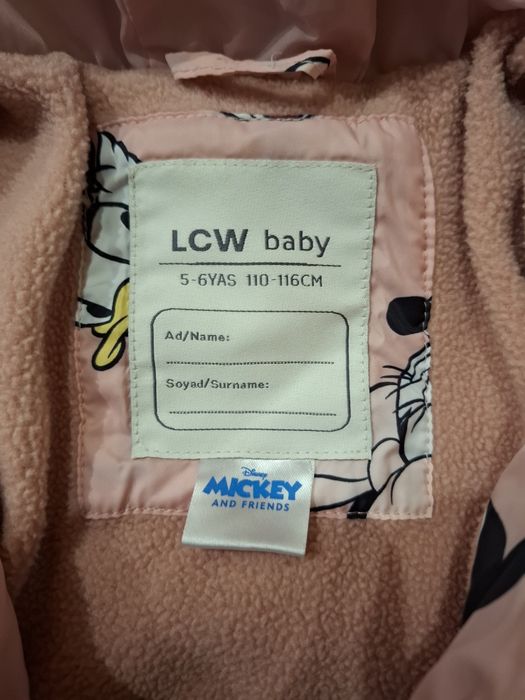 LCW baby
5-6YAS 110-116CM
Ad/Name:
Soyad/Surname:
Disney
MICKEY
AND FRIENDS